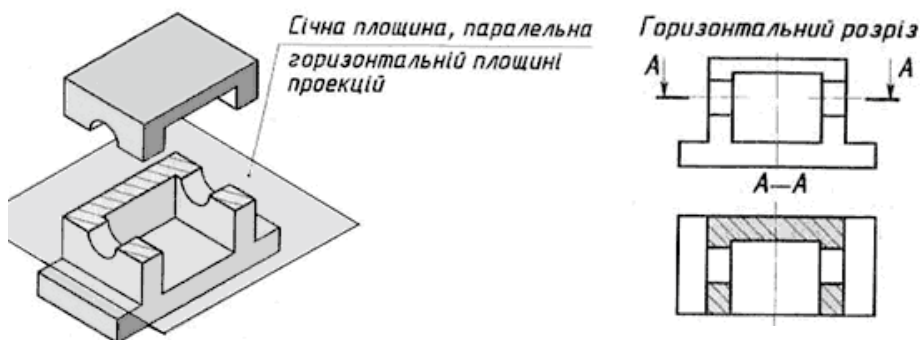 Січна площина, паралельна
горизонтальній площині
проекцій
Горизонтальний розріз
А
А
А—А